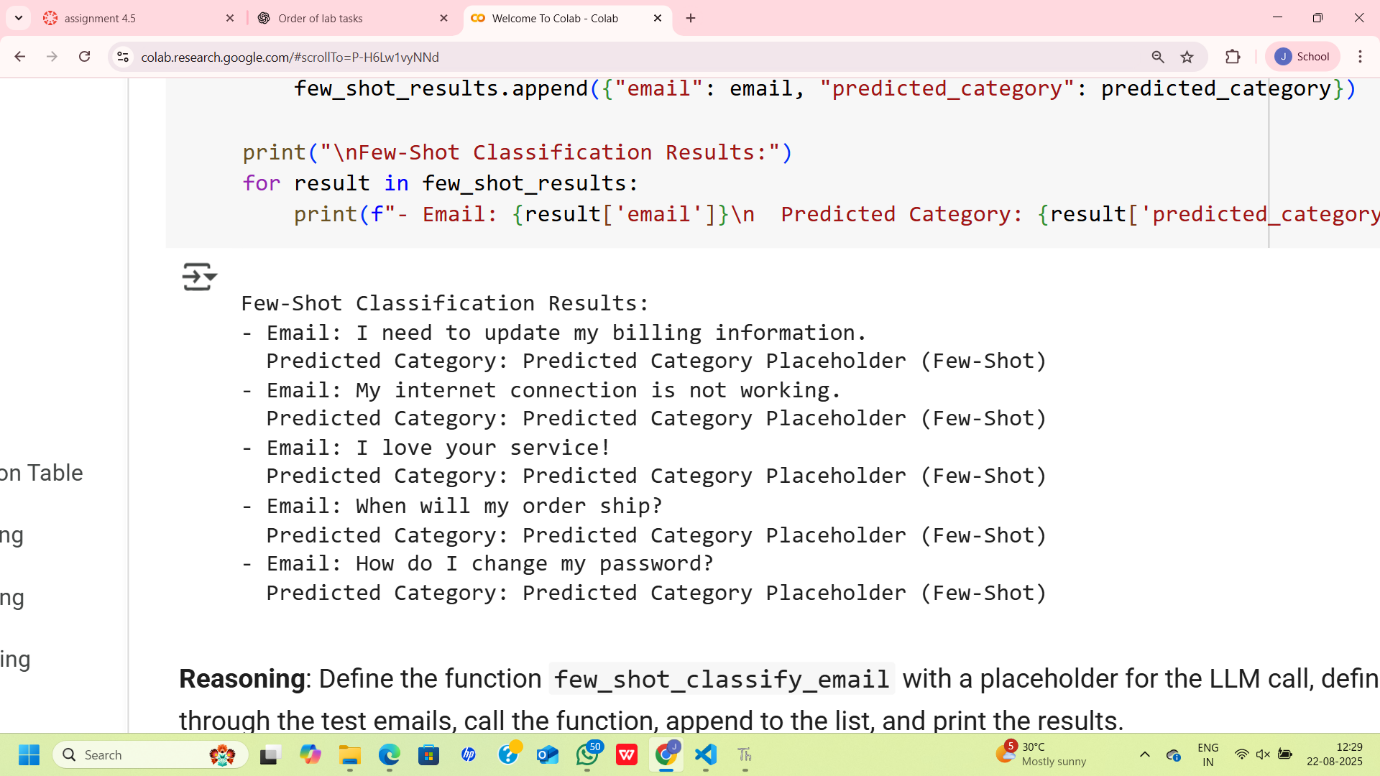 assignment 4.5
Order of lab tasks
Welcome To Colab - Colab
colab.research.google.com/#scrollTo=P-H6Lw1vyNNd
J School
few_shot_results.append({"email": email, "predicted_category": predicted_category})
print("\nFew-Shot Classification Results:")
for result in few_shot_results:
print(f"- Email: {result['email']}\n  Predicted Category: {result['predicted_category
Few-Shot Classification Results:
- Email: I need to update my billing information.
Predicted Category: Predicted Category Placeholder (Few-Shot)
- Email: My internet connection is not working.
Predicted Category: Predicted Category Placeholder (Few-Shot)
- Email: I love your service!
Predicted Category: Predicted Category Placeholder (Few-Shot)
- Email: When will my order ship?
Predicted Category: Predicted Category Placeholder (Few-Shot)
- Email: How do I change my password?
Predicted Category: Predicted Category Placeholder (Few-Shot)
on Table
ng
ng
ing
Reasoning: Define the function few_shot_classify_email with a placeholder for the LLM call, defin
through the test emails, call the function, append to the list, and print the results.
Search
50
J
5
30°C
Mostly sunny
ENG
IN
12:29
22-08-2025